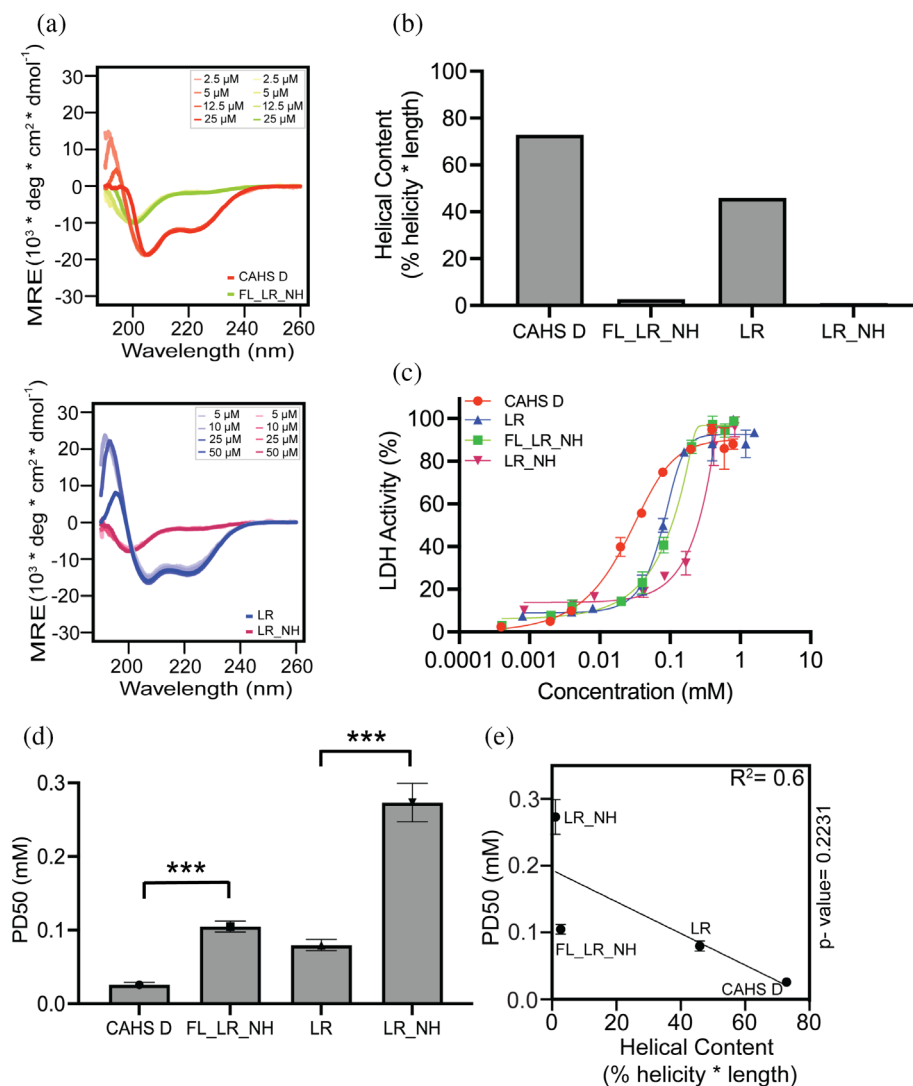 (a)
MRE (10³ * deg * cm² * dmol⁻¹)
30
20
10
0
-10
-20
-30
2.5 µM 2.5 µM
5 µM 5 µM
12.5 µM 12.5 µM
25 µM 25 µM
CAHS D
FL_LR_NH
200 220 240 260
Wavelength (nm)
MRE (10³ * deg * cm² * dmol⁻¹)
30
20
10
0
-10
-20
-30
5 µM 5 µM
10 µM 10 µM
25 µM 25 µM
50 µM 50 µM
LR
LR_NH
200 220 240 260
Wavelength (nm)
(b)
Helical Content
(% helicity * length)
100
80
60
40
20
0
CAHS D FL_LR_NH LR LR_NH
(c)
LDH Activity (%)
100
80
60
40
20
0
CAHS D
LR
FL_LR_NH
LR_NH
0.0001 0.001 0.01 0.1 1 10
Concentration (mM)
(d)
PD50 (mM)
0.3
0.2
0.1
0.0
***
***
CAHS D FL_LR_NH LR LR_NH
(e)
PD50 (mM)
0.3
0.2
0.1
0.0
R²= 0.6
LR_NH
FL_LR_NH
LR
CAHS D
p- value= 0.2231
0 20 40 60 80
Helical Content
(% helicity * length)